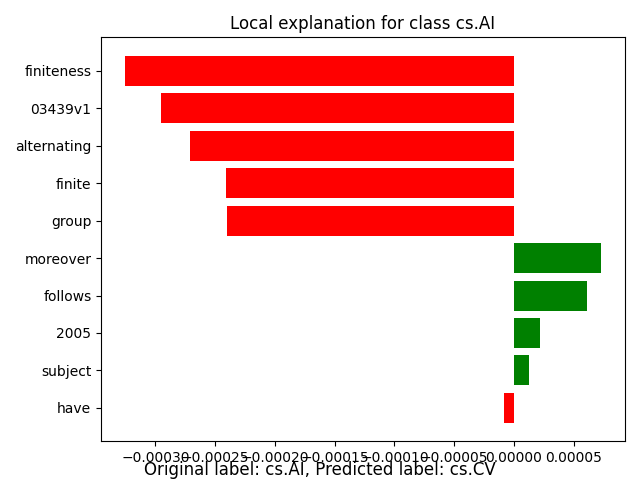 Local explanation for class cs.AI
finiteness
03439v1
alternating
finite
group
moreover
follows
2005
subject
have
−0.00030 −0.00025 −0.00020 −0.00015 −0.00010 −0.00005 0.00000 0.00005
Original label: cs.AI, Predicted label: cs.CV